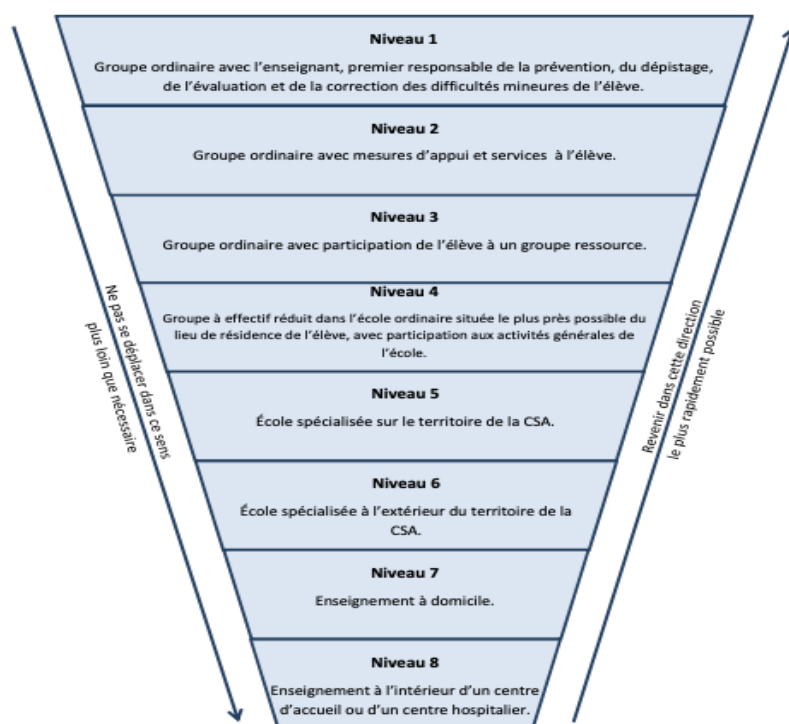 Niveau 1
Groupe ordinaire avec l'enseignant, premier responsable de la prévention, du dépistage,
de l'évaluation et de la correction des difficultés mineures de l'élève.
Niveau 2
Groupe ordinaire avec mesures d'appui et services à l'élève.
Niveau 3
Groupe ordinaire avec participation de l'élève à un groupe ressource.
Niveau 4
Groupe à effectif réduit dans l'école ordinaire située le plus près possible du
lieu de résidence de l'élève, avec participation aux activités générales de
l'école.
Niveau 5
École spécialisée sur le territoire de la CSA.
Niveau 6
École spécialisée à l'extérieur du territoire de la
CSA.
Niveau 7
Enseignement à domicile.
Niveau 8
Enseignement à l'intérieur d'un centre
d'accueil ou d'un centre hospitalier.
Ne pas se déplacer dans ce sens
plus loin que nécessaire
Revenir dans cette direction
le plus rapidement possible